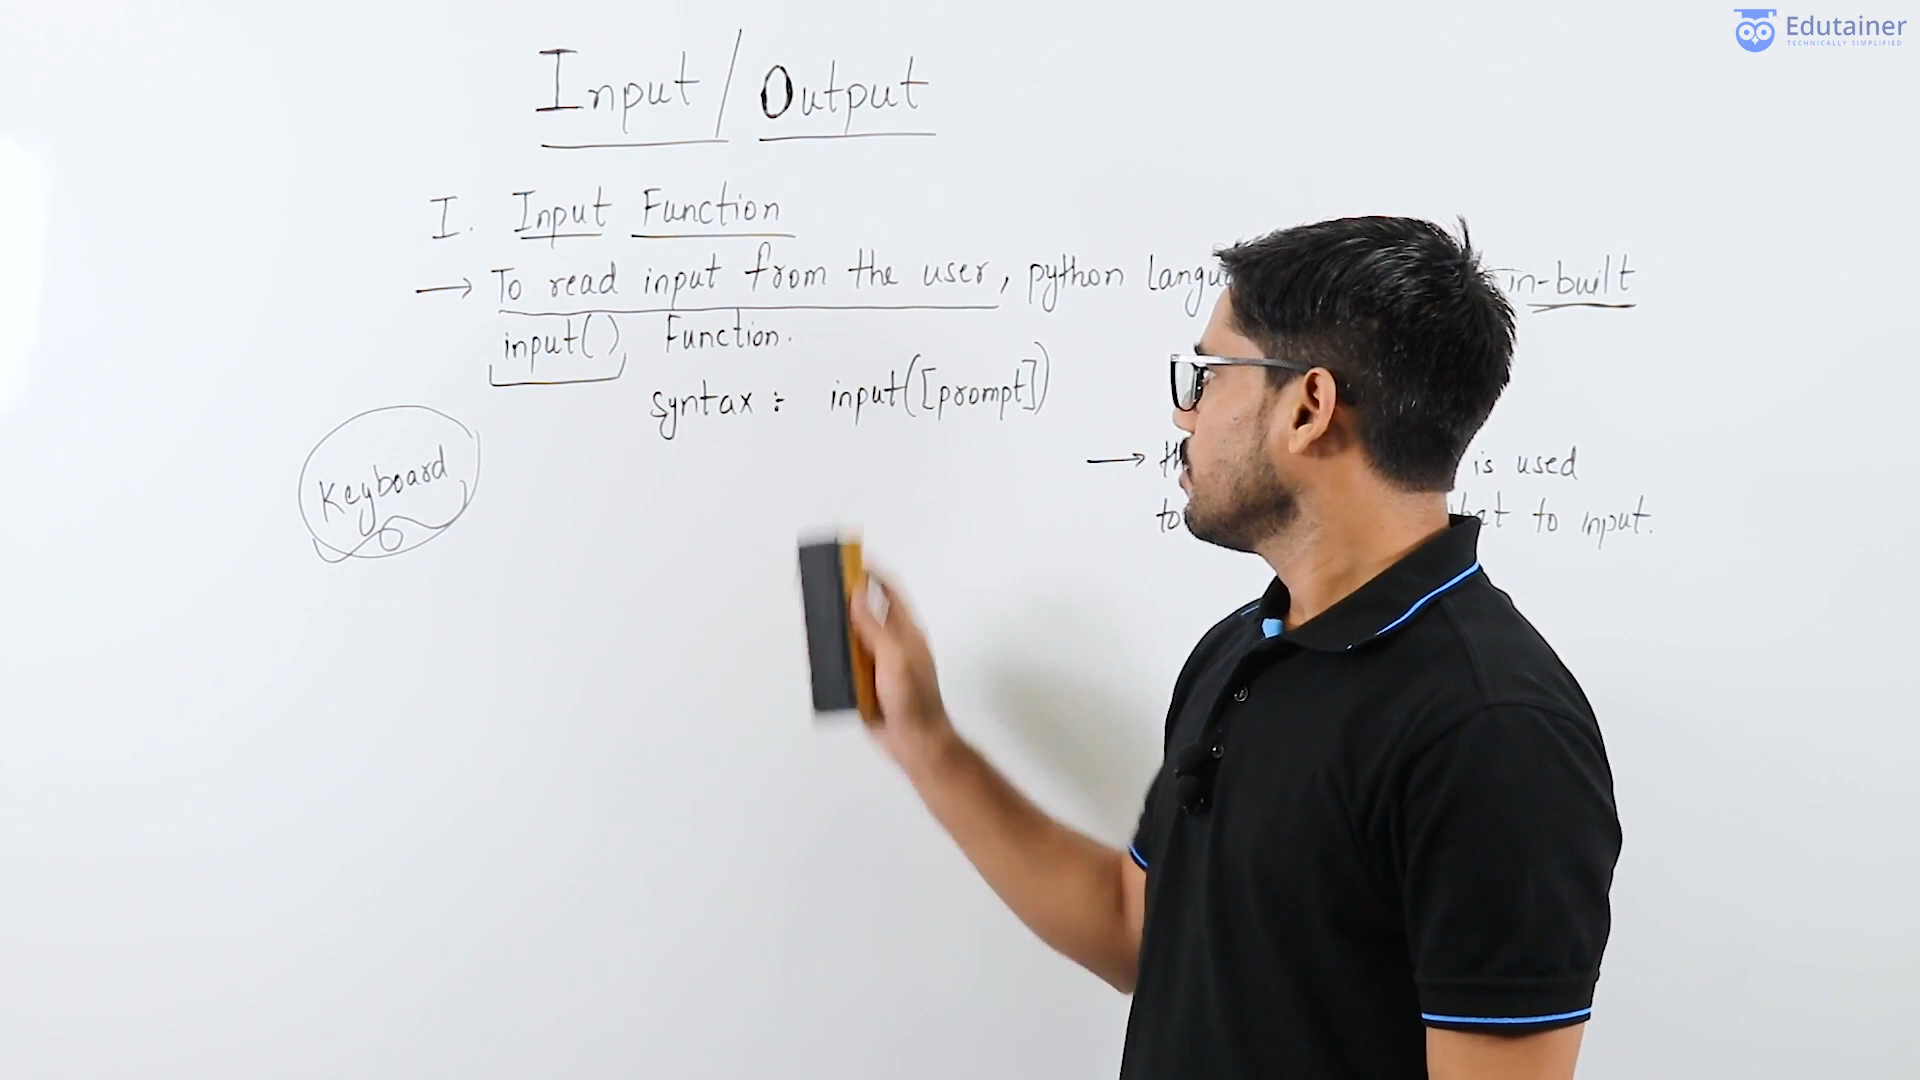 Edutainer
TECHNICALLY SIMPLIFIED
Input / Output
I. Input Function
→ To read input from the user, python in-built
input() Function.
syntax : input([prompt])
Keyboard
→ is used
to to input.